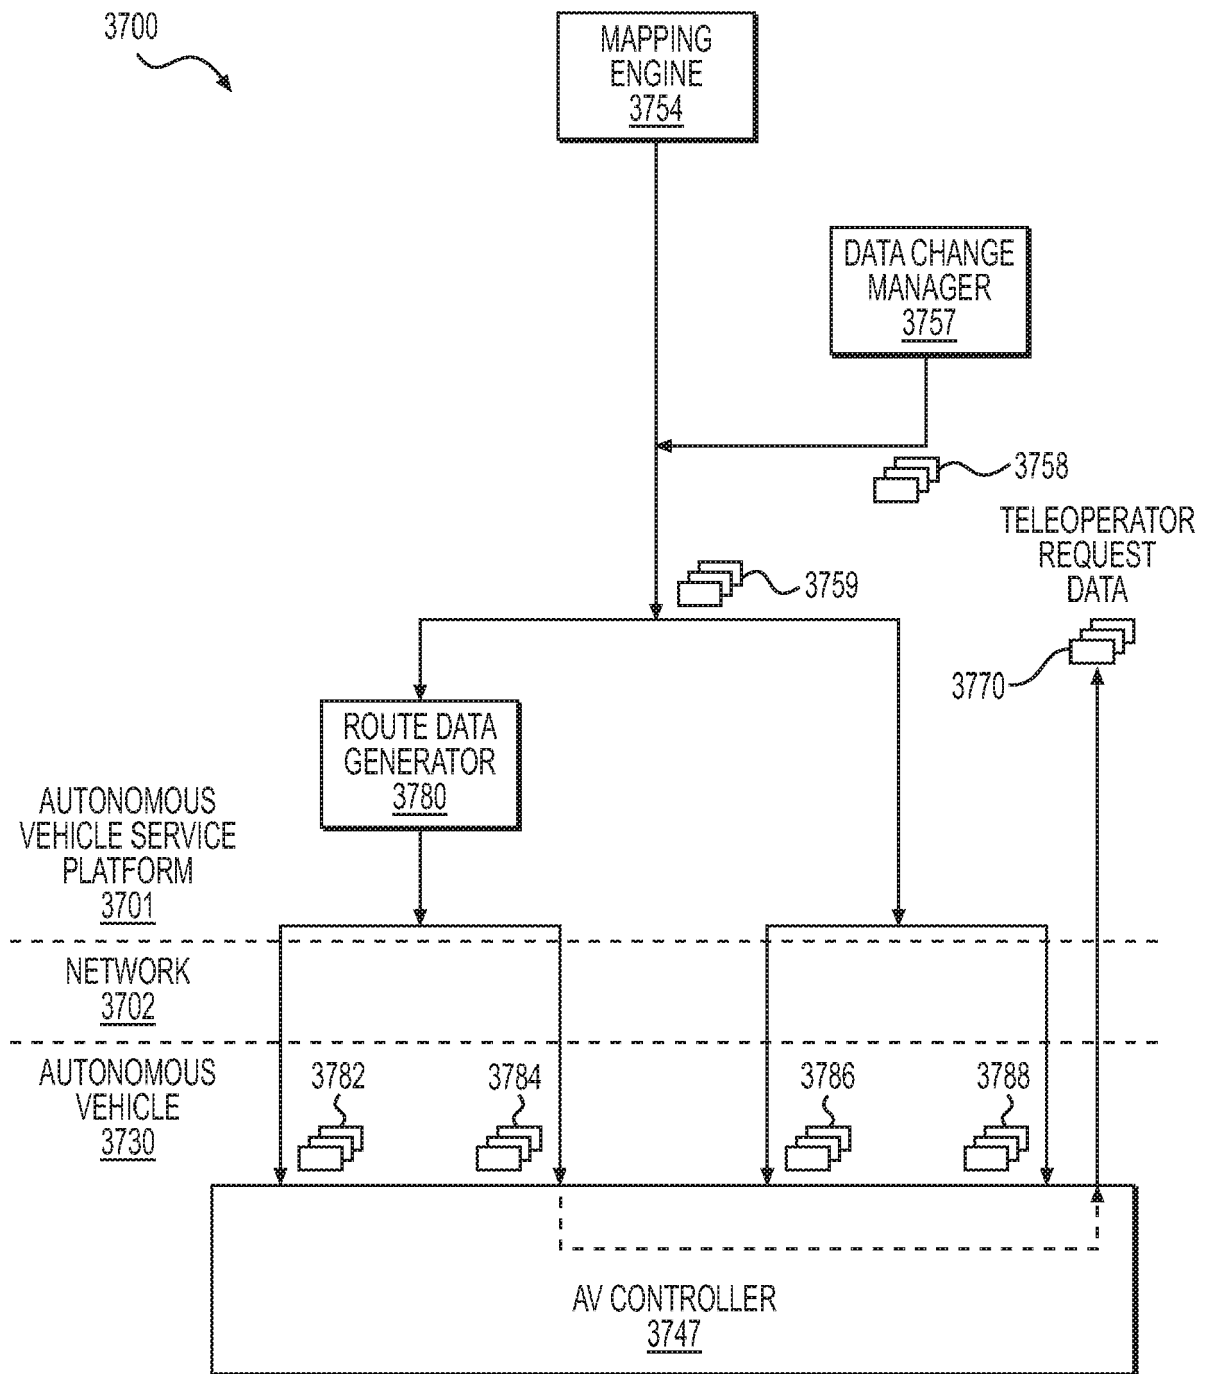 3700
MAPPING
ENGINE
3754
DATA CHANGE
MANAGER
3757
3758
TELEOPERATOR
REQUEST
DATA
3759
3770
ROUTE DATA
GENERATOR
3780
AUTONOMOUS
VEHICLE SERVICE
PLATFORM
3701
NETWORK
3702
AUTONOMOUS
VEHICLE
3730
3782
3784
3786
3788
AV CONTROLLER
3747